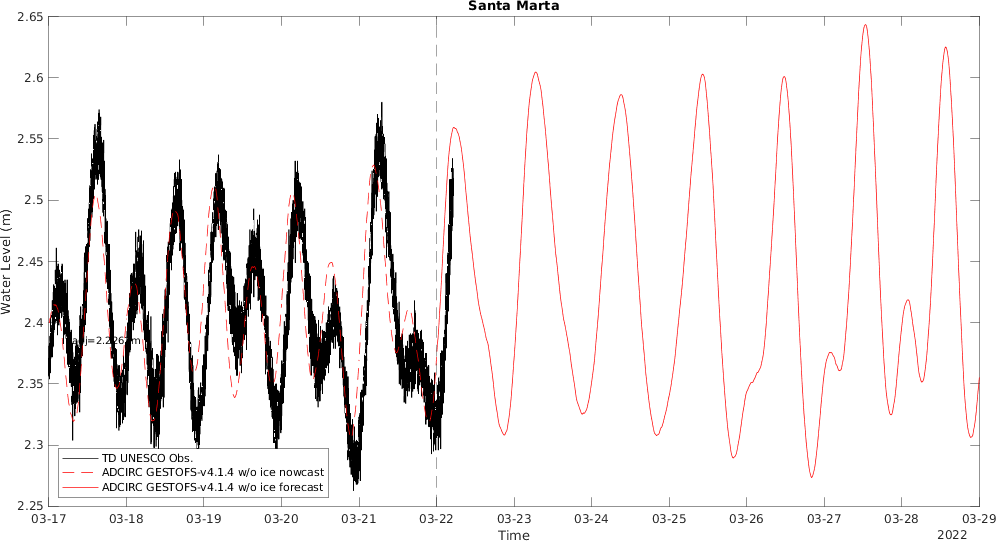 Santa Marta
2.65
2.6
2.55
2.5
2.45
2.4
2.35
2.3
2.25
Water Level (m)
TD UNESCO Obs.
ADCIRC GESTOFS-v4.1.4 w/o ice nowcast
ADCIRC GESTOFS-v4.1.4 w/o ice forecast
03-17 03-18 03-19 03-20 03-21 03-22 03-23 03-24 03-25 03-26 03-27 03-28 03-29
Time
2022